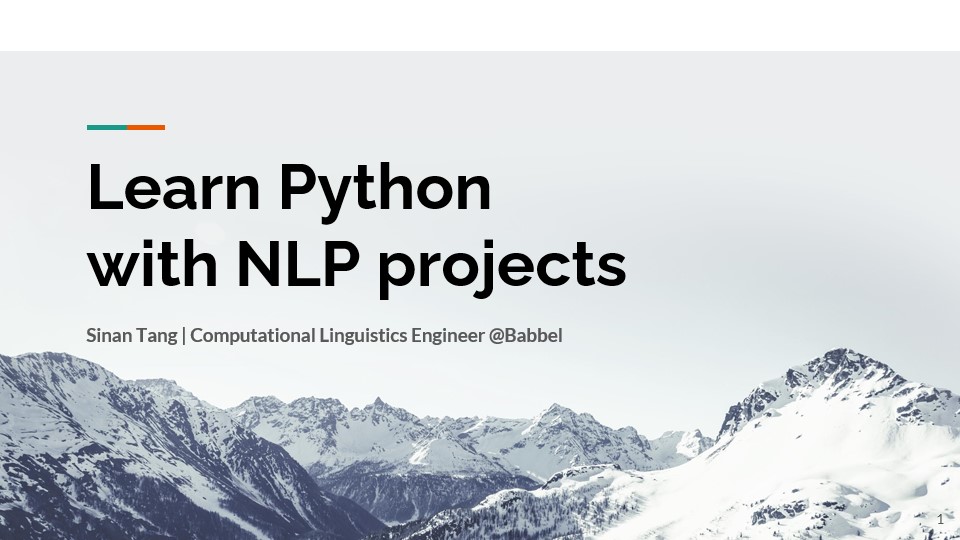 Learn Python
with NLP projects
Sinan Tang | Computational Linguistics Engineer @Babbel
1